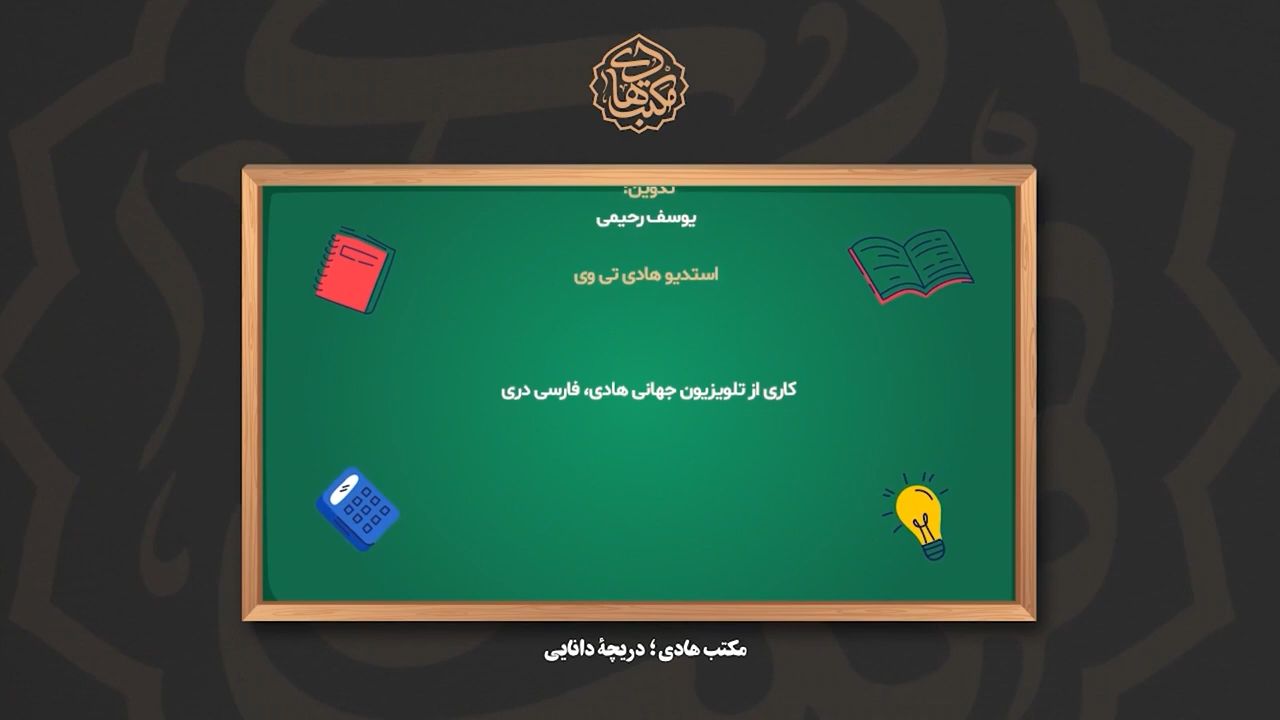 مکتب هادی
تدوین:
یوسف رحیمی
استدیو هادی تی وی
کاری از تلویزیون جهانی هادی، فارسی دری
مکتب هادی؛ دریچهٔ دانایی